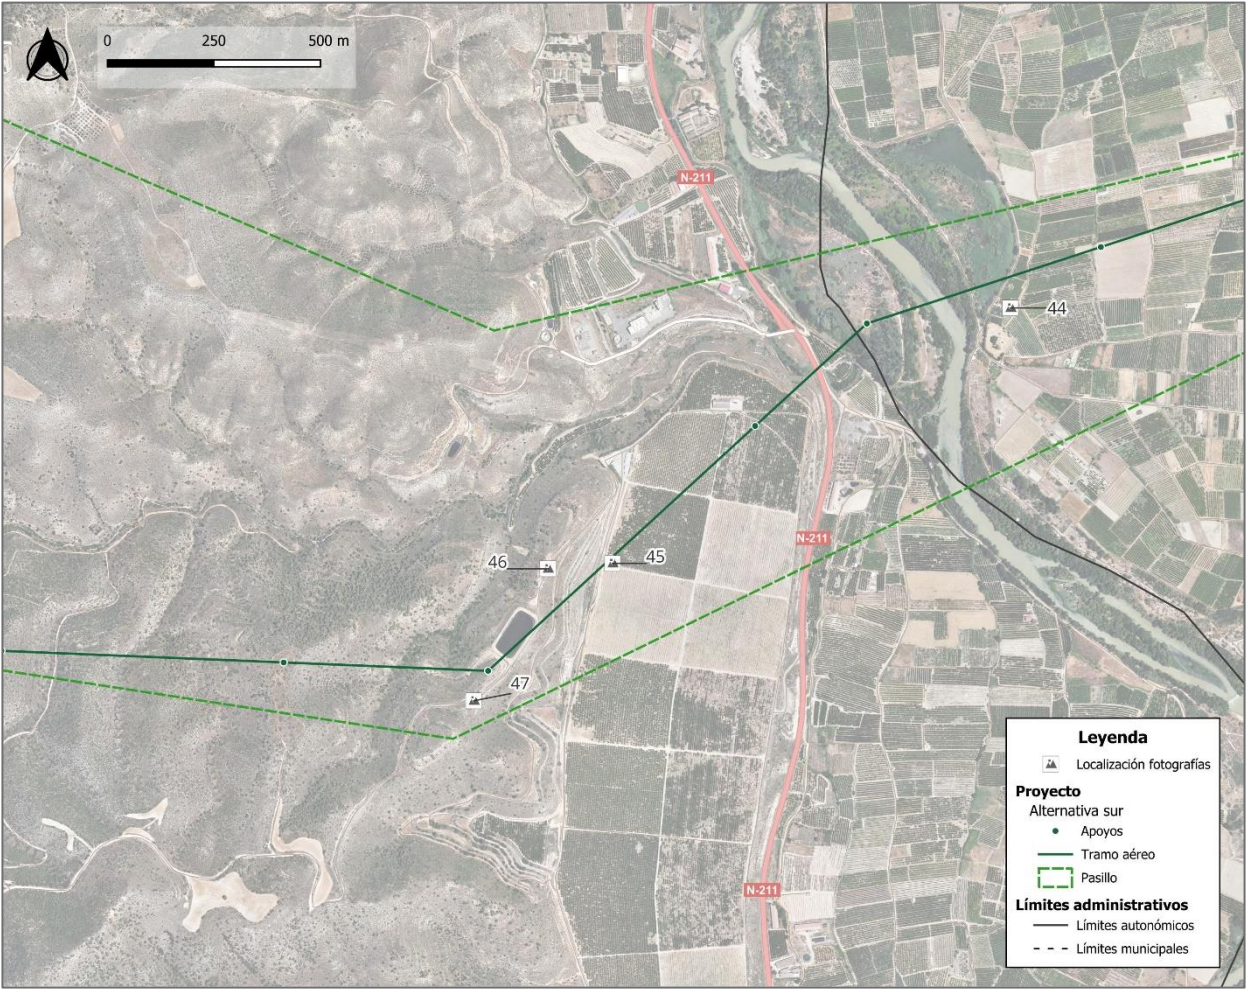 0 250 500 m
N-211
44
46
45
N-211
47
N-211
Leyenda
Localización fotografías
Proyecto
Alternativa sur
Apoyos
Tramo aéreo
Pasillo
Límites administrativos
Límites autonómicos
Límites municipales